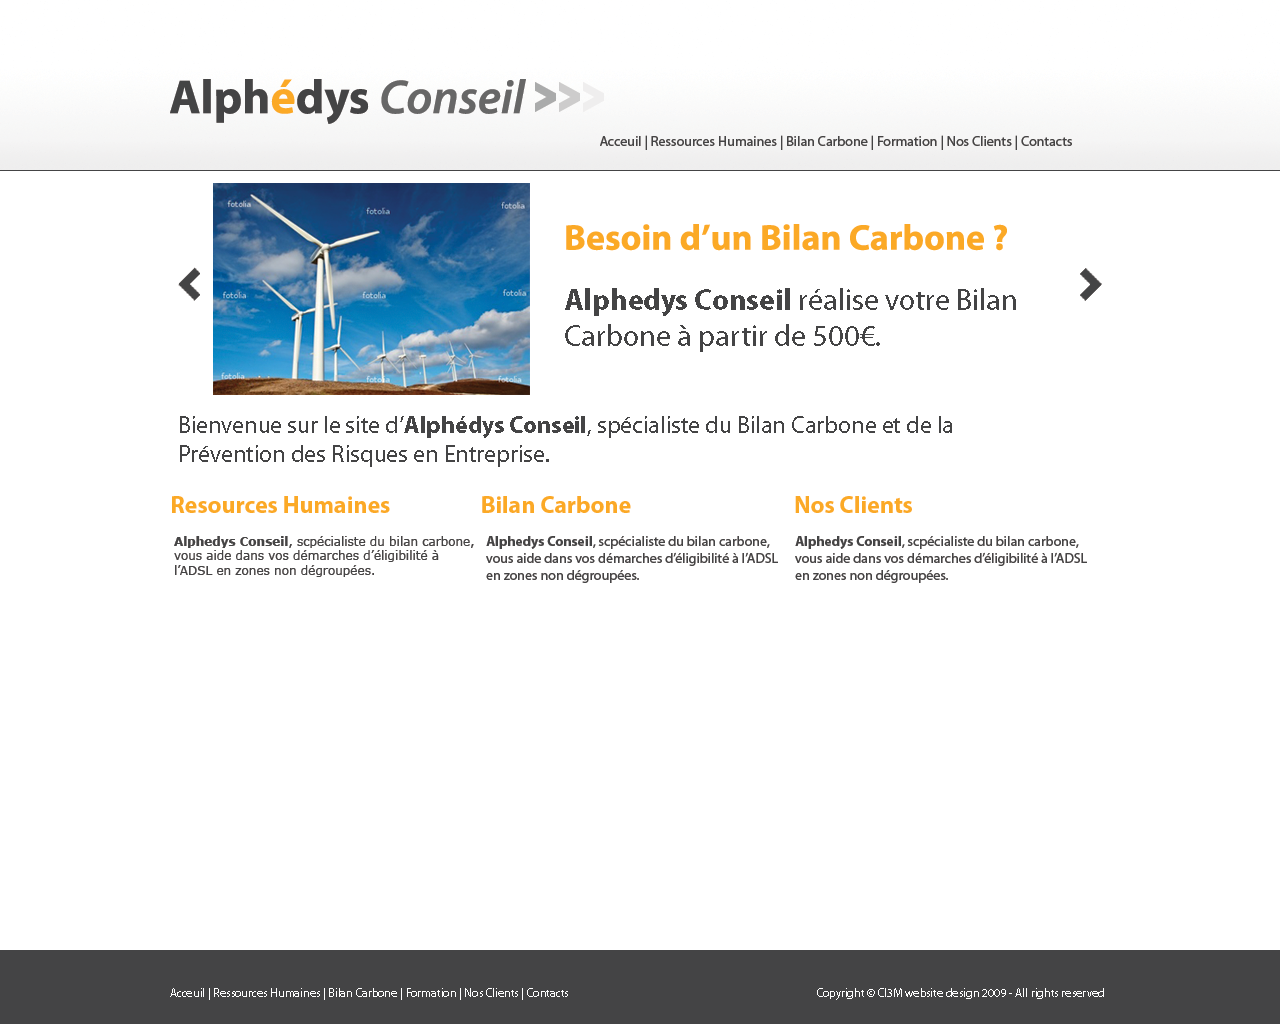 Alphédys Conseil >>>
Acceuil | Ressources Humaines | Bilan Carbone | Formation | Nos Clients | Contacts
fotolia fotolia fotolia
fotolia fotolia fotolia
fotolia fotolia fotolia
Besoin d’un Bilan Carbone ?
Alphedys Conseil réalise votre Bilan
Carbone à partir de 500€.
Bienvenue sur le site d’Alphédys Conseil, spécialiste du Bilan Carbone et de la
Prévention des Risques en Entreprise.
Resources Humaines
Alphedys Conseil, scpécialiste du bilan carbone,
vous aide dans vos démarches d’éligibilité à
l’ADSL en zones non dégroupées.
Bilan Carbone
Alphedys Conseil, scpécialiste du bilan carbone,
vous aide dans vos démarches d’éligibilité à l’ADSL
en zones non dégroupées.
Nos Clients
Alphedys Conseil, scpécialiste du bilan carbone,
vous aide dans vos démarches d’éligibilité à l’ADSL
en zones non dégroupées.
Acceuil | Ressources Humaines | Bilan Carbone | Formation | Nos Clients | Contacts
Copyright © CI3M website design 2009 - All rights reserved